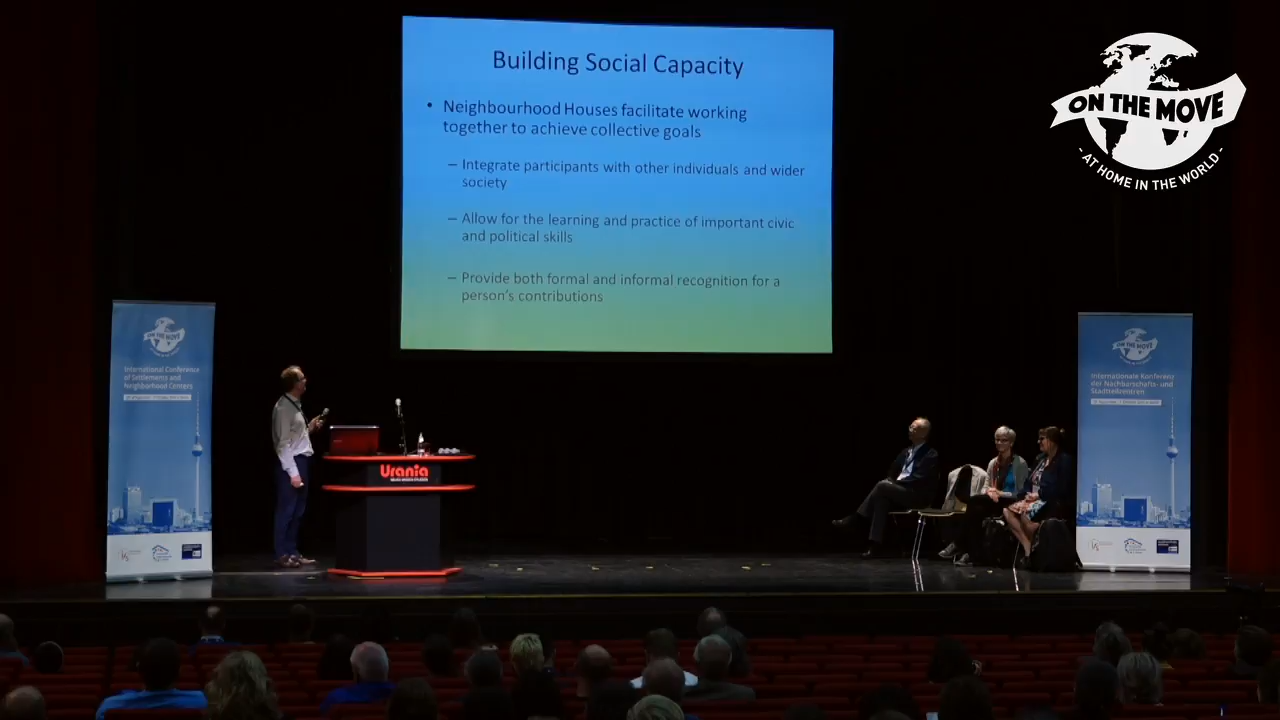 Building Social Capacity
• Neighbourhood Houses facilitate working
together to achieve collective goals
– Integrate participants with other individuals and wider
society
– Allow for the learning and practice of important civic
and political skills
– Provide both formal and informal recognition for a
person's contributions
ON THE MOVE
- AT HOME IN THE WORLD -
ON THE MOVE
International Conference
of Settlements and
Neighborhood Centers
Urania
ON THE MOVE
Internationale Konferenz
der Nachbarschafts- und
Stadtteilzentren